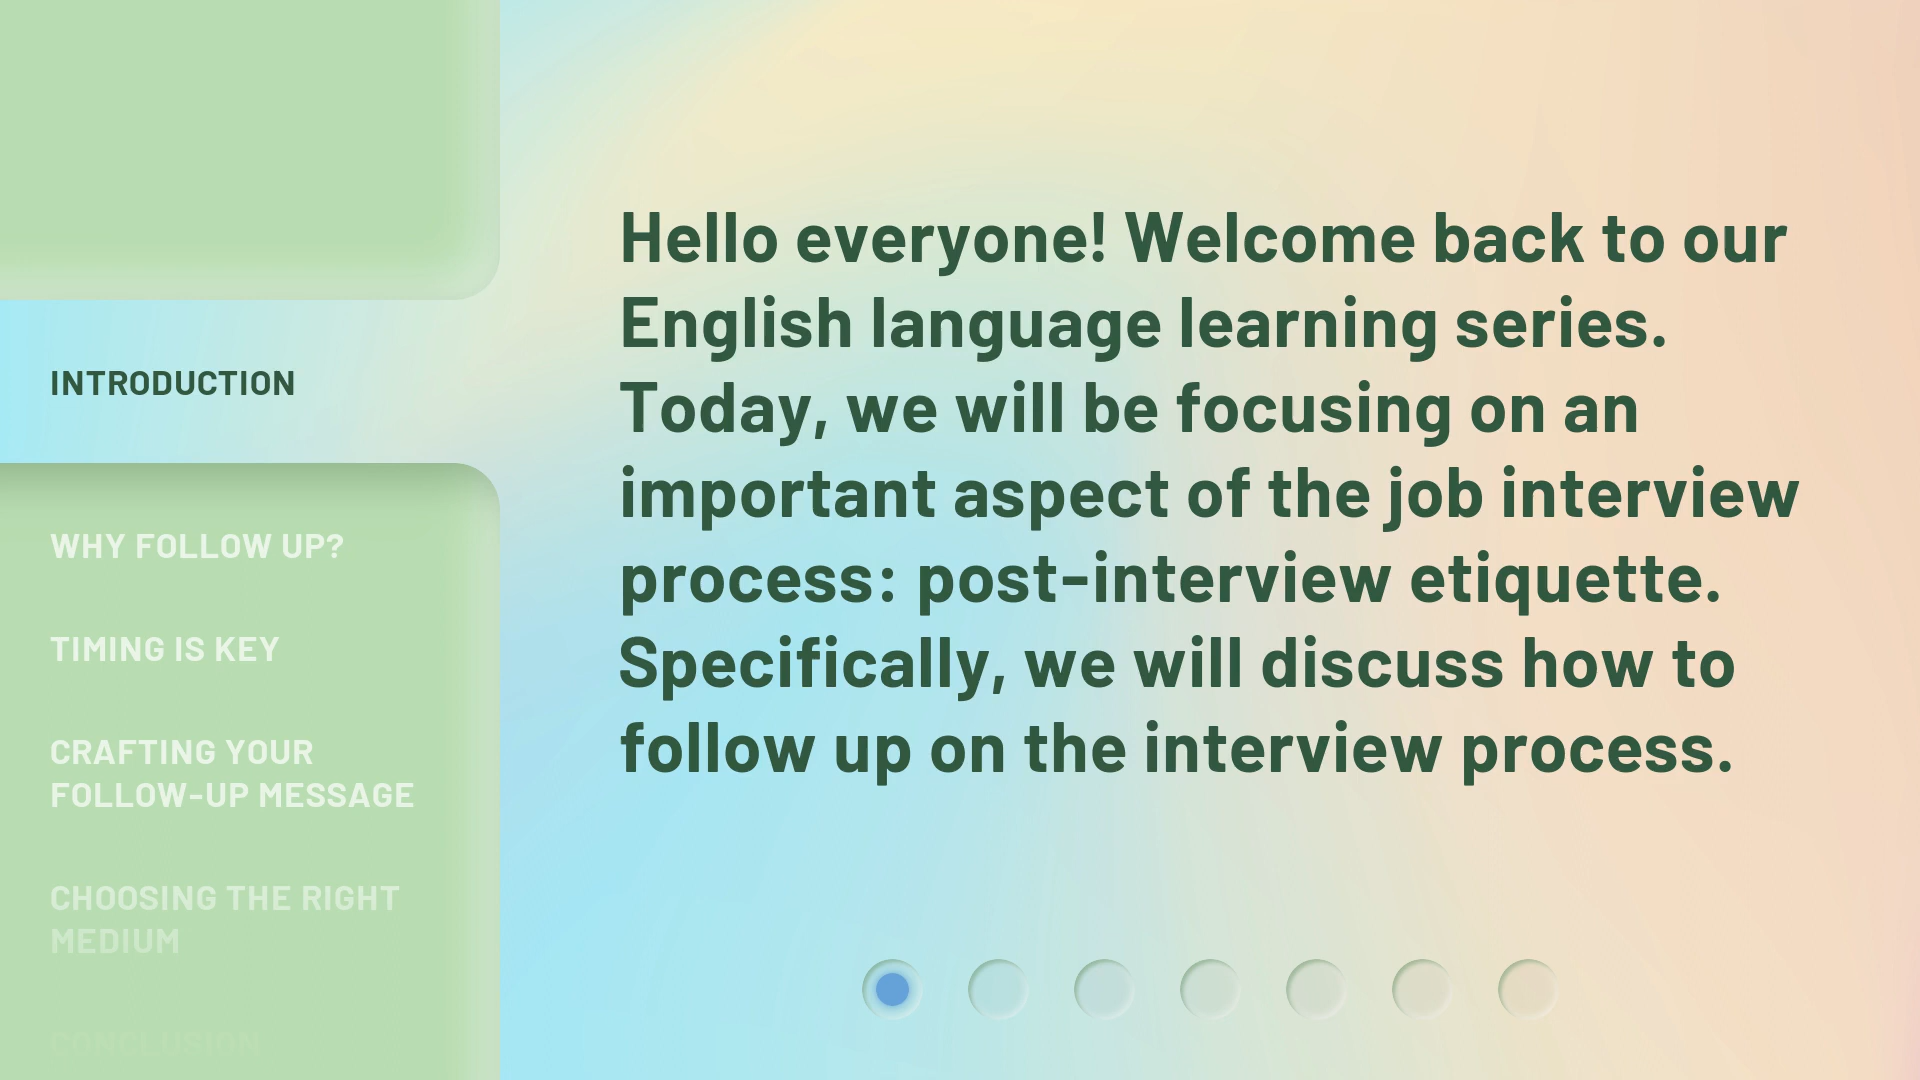 INTRODUCTION
WHY FOLLOW UP?
TIMING IS KEY
CRAFTING YOUR
FOLLOW-UP MESSAGE
CHOOSING THE RIGHT
MEDIUM
CONCLUSION
Hello everyone! Welcome back to our
English language learning series.
Today, we will be focusing on an
important aspect of the job interview
process: post-interview etiquette.
Specifically, we will discuss how to
follow up on the interview process.